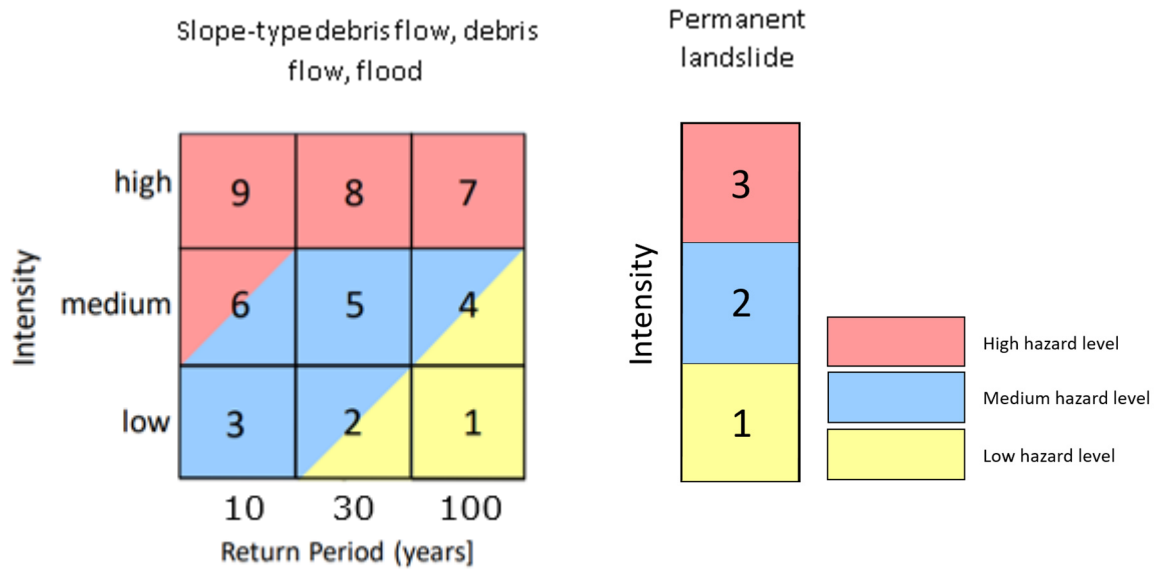 Slope-type debris flow, debris
flow, flood
Permanent
landslide
Intensity
high
9 8 7
medium
6 5 4
low
3 2 1
10 30 100
Return Period (years]
Intensity
3
2
1
High hazard level
Medium hazard level
Low hazard level